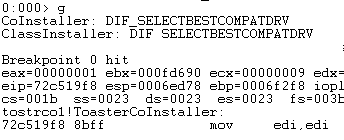 0:000> g
CoInstaller: DIF_SELECTBESTCOMPATDRV
ClassInstaller: DIF SELECTBESTCOMPATDRV
Breakpoint 0 hit
eax=00000001 ebx=000fd690 ecx=00000009 edx=
eip=72c519f8 esp=0006ed78 ebp=0006f2f8 iopl
cs=001b ss=0023 ds=0023 es=0023 fs=003b
tostrco1!ToasterCoInstaller:
72c519f8 8bff mov edi,edi